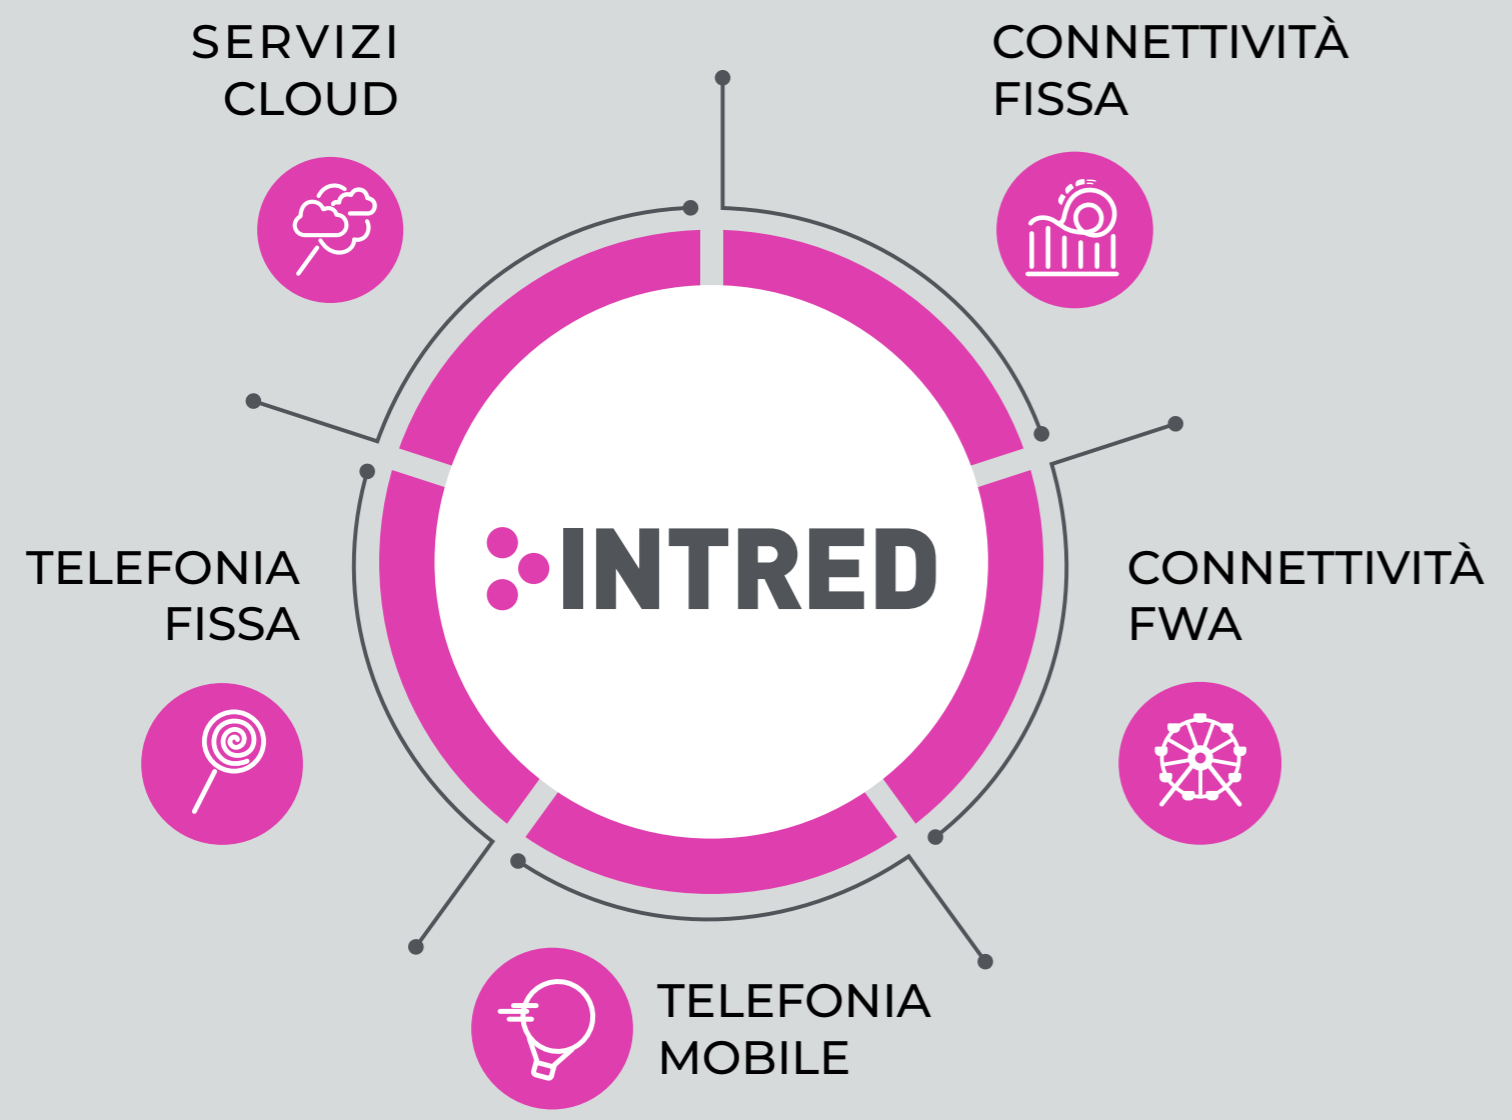 SERVIZI
CLOUD
CONNETTIVITÀ
FISSA
INTRED
TELEFONIA
FISSA
CONNETTIVITÀ
FWA
TELEFONIA
MOBILE